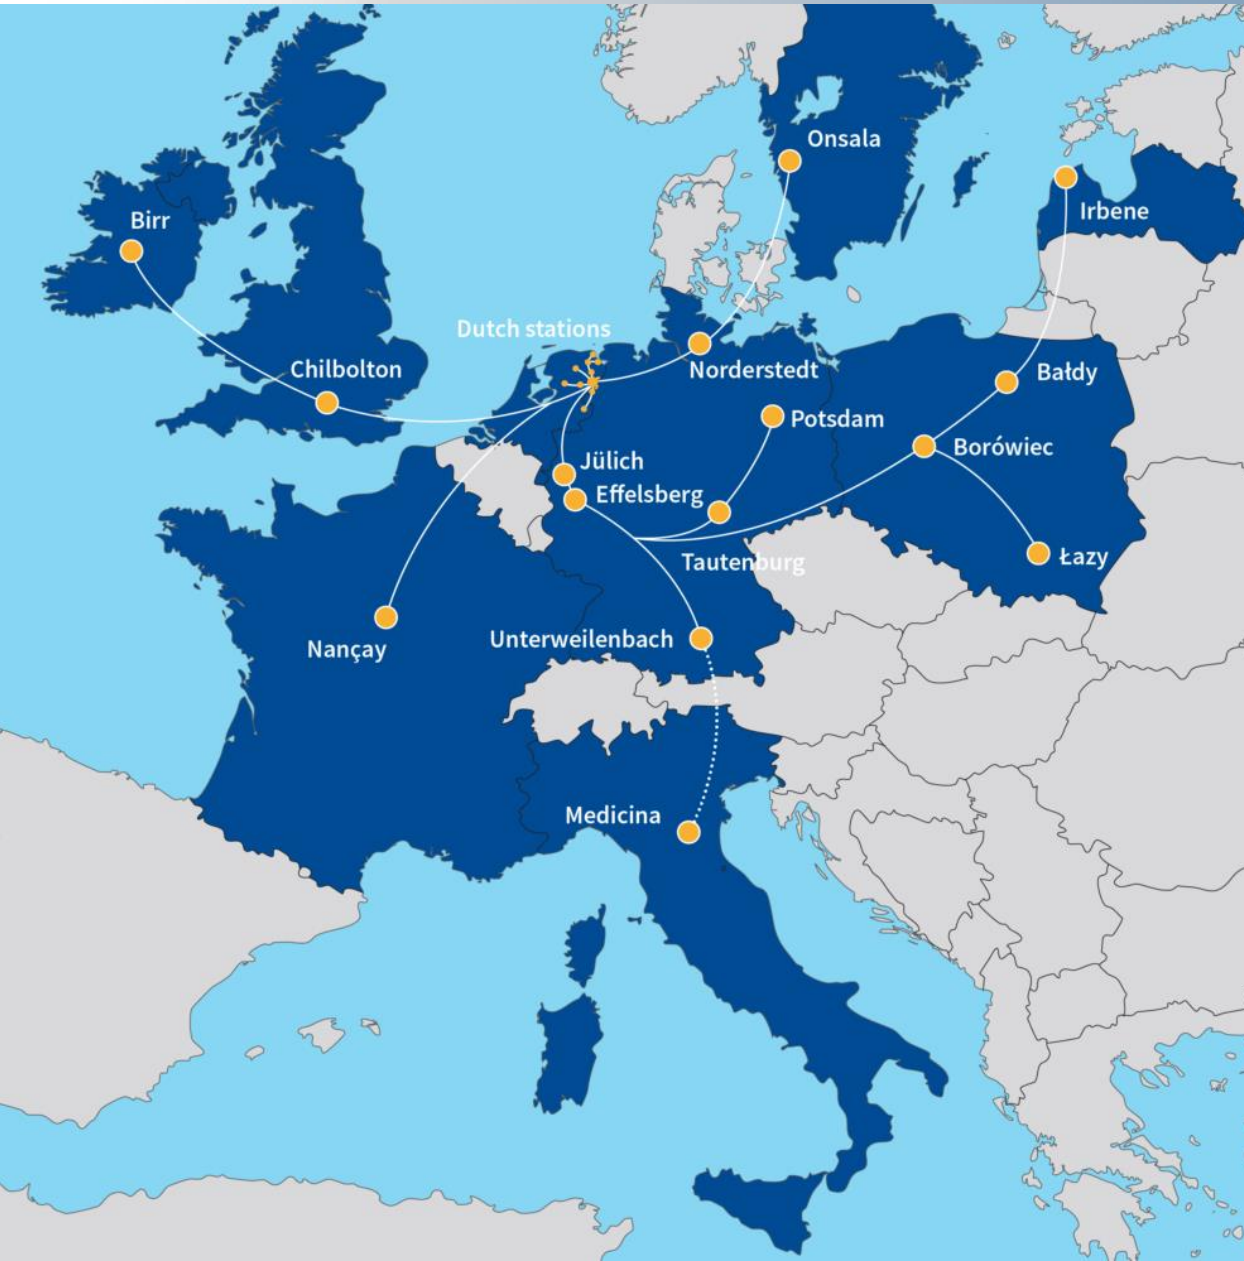 Onsala
Irbene
Birr
Dutch stations
Chilbolton
Norderstedt
Bałdy
Potsdam
Borówiec
Jülich
Effelsberg
Tautenburg
Łazy
Unterweilenbach
Nançay
Medicina